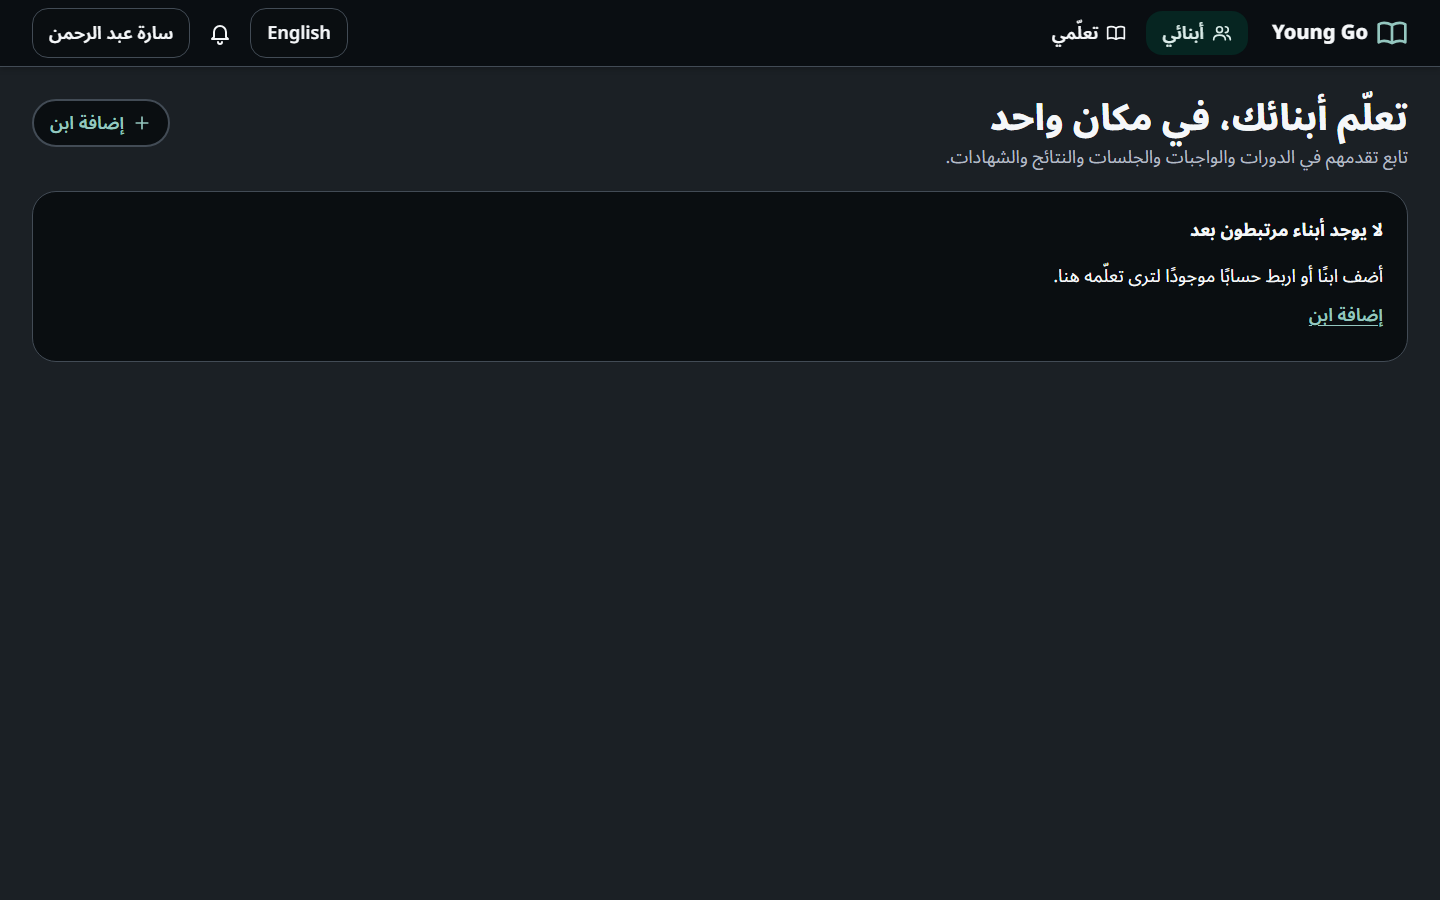 Young Go
أبنائي
تعلّمي
English
سارة عبد الرحمن
تعلّم أبنائك، في مكان واحد
تابع تقدمهم في الدورات والواجبات والجلسات والنتائج والشهادات.
إضافة ابن
لا يوجد أبناء مرتبطون بعد
أضف ابنًا أو اربط حسابًا موجودًا لترى تعلّمه هنا.
إضافة ابن